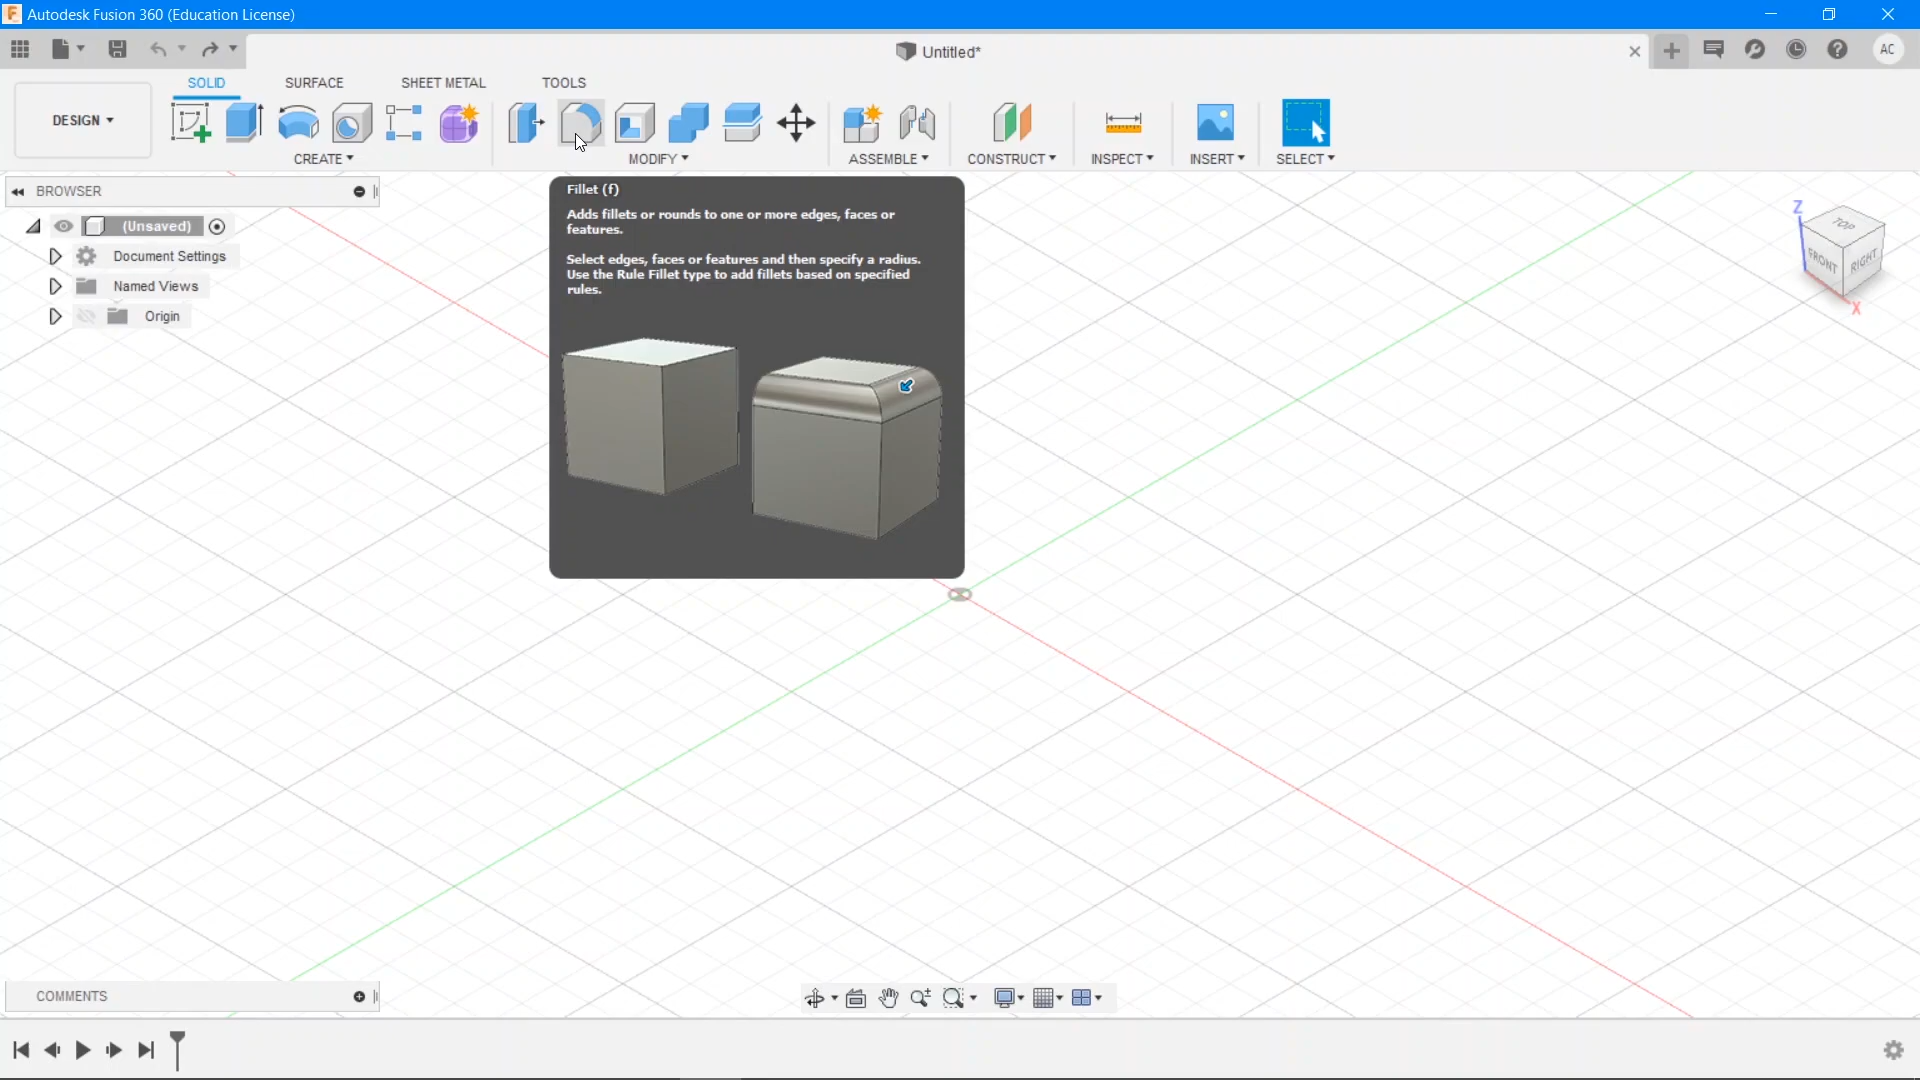 Autodesk Fusion 360 (Education License)
Untitled*
AC
SOLID
SURFACE
SHEET METAL
TOOLS
DESIGN
CREATE
MODIFY
ASSEMBLE
CONSTRUCT
INSPECT
INSERT
SELECT
BROWSER
(Unsaved)
Document Settings
Named Views
Origin
Fillet (f)
Adds fillets or rounds to one or more edges, faces or
features.
Select edges, faces or features and then specify a radius.
Use the Rule Fillet type to add fillets based on specified
rules.
Z
TOP
FRONT
RIGHT
X
COMMENTS